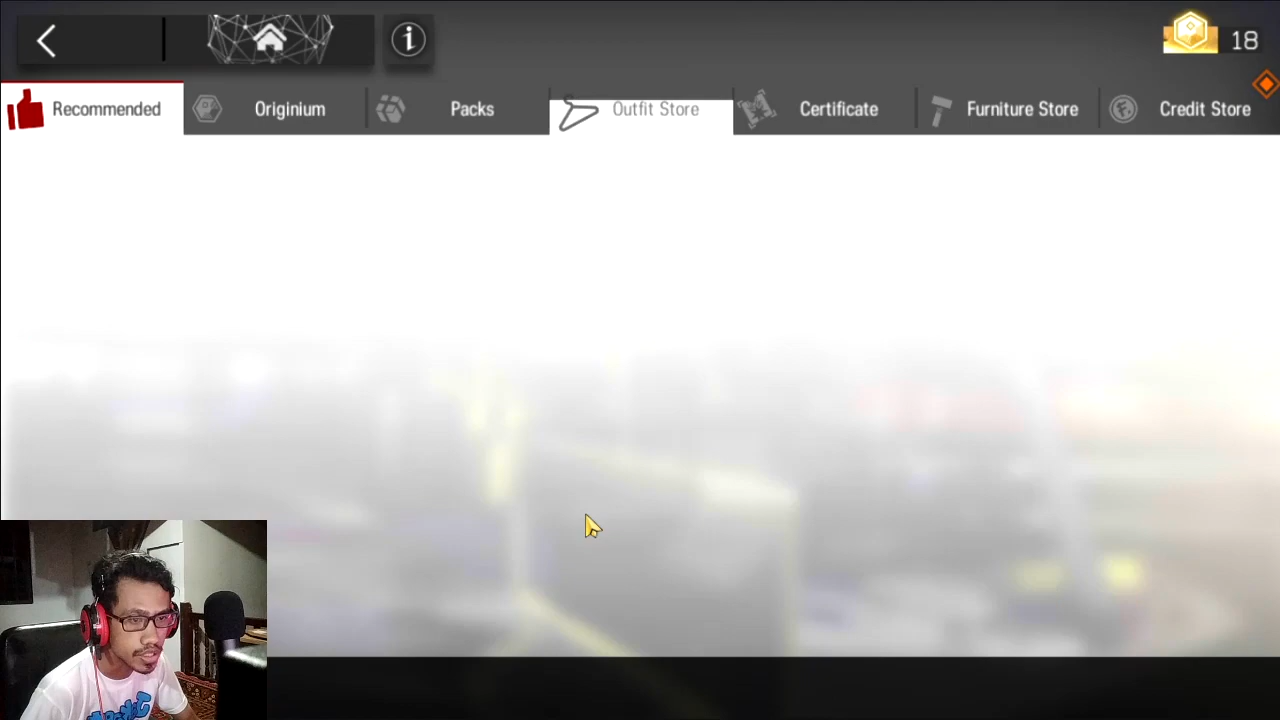 18
Recommended
Originium
Packs
Outfit Store
Certificate
Furniture Store
Credit Store